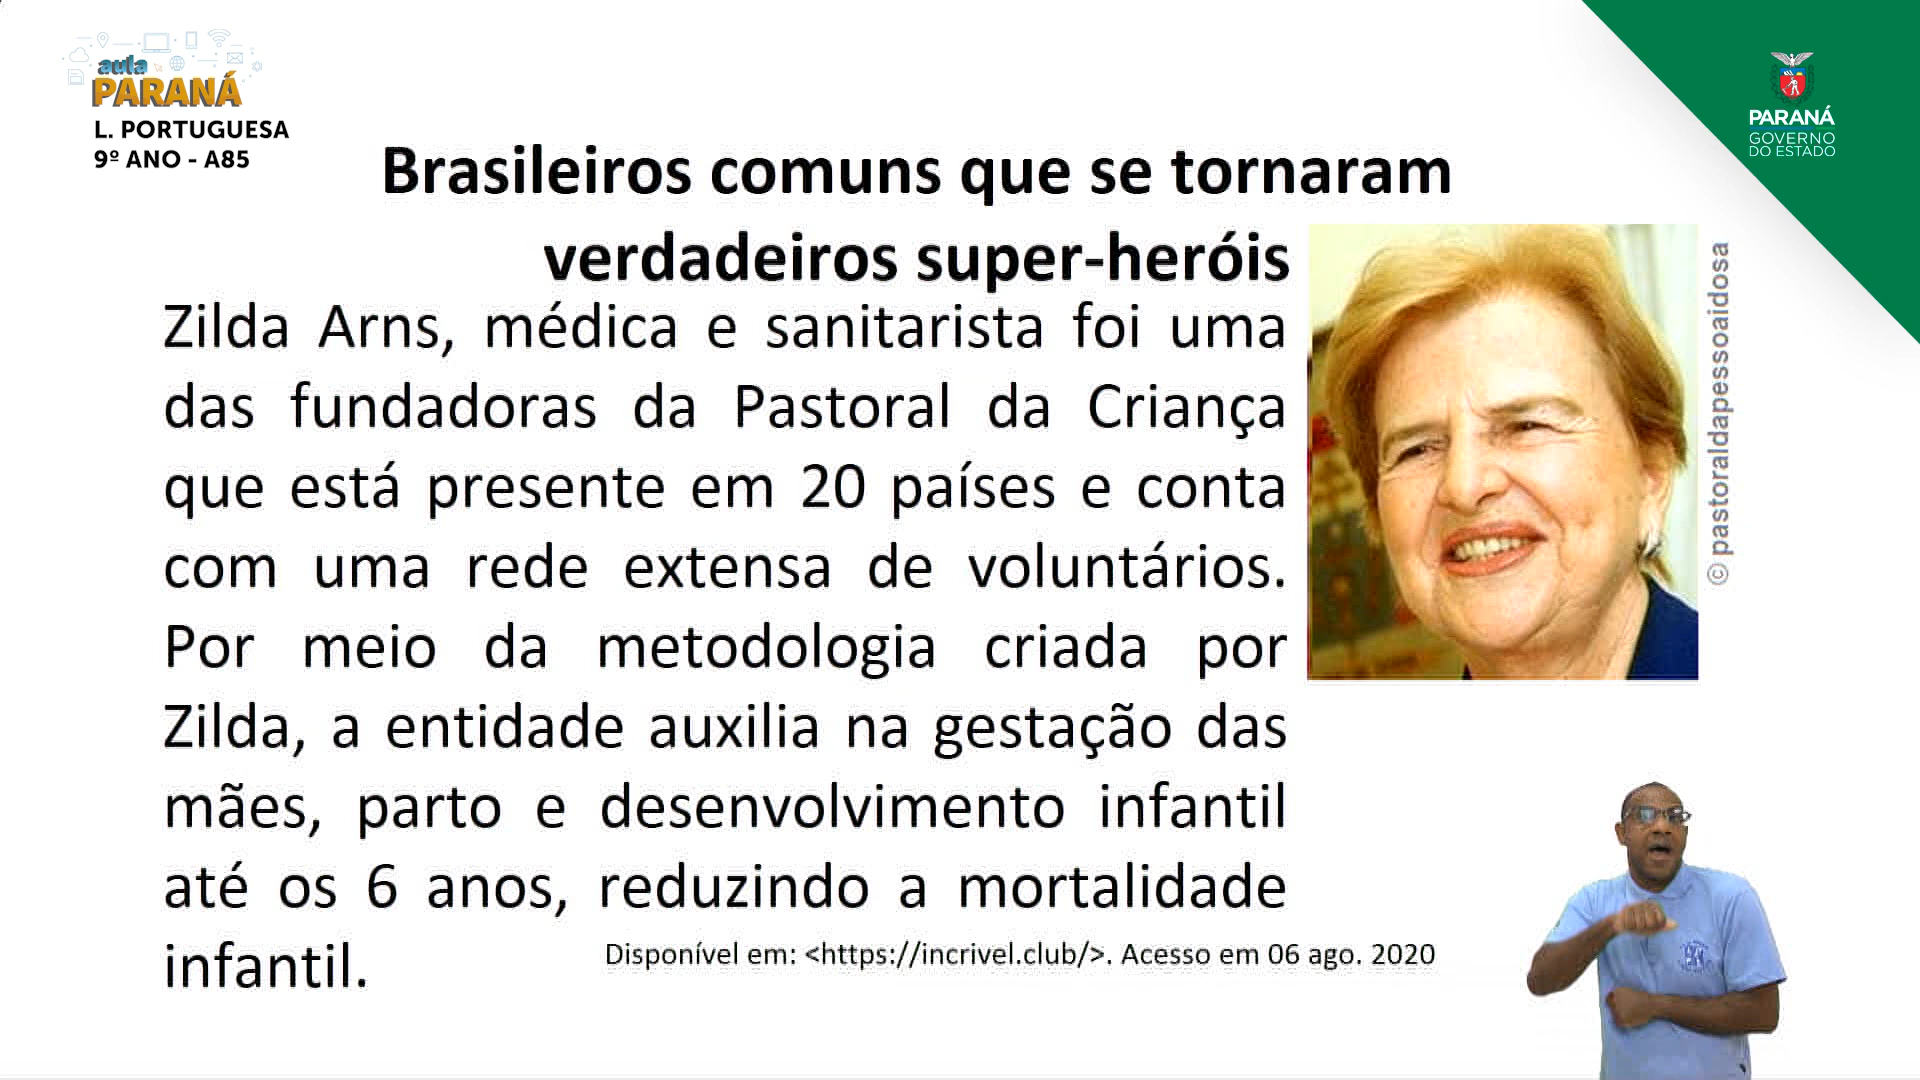 aula
PARANÁ
L. PORTUGUESA
9º ANO - A85
PARANÁ
GOVERNO
DO ESTADO
Brasileiros comuns que se tornaram
verdadeiros super-heróis
Zilda Arns, médica e sanitarista foi uma
das fundadoras da Pastoral da Criança
que está presente em 20 países e conta
com uma rede extensa de voluntários.
Por meio da metodologia criada por
Zilda, a entidade auxilia na gestação das
mães, parto e desenvolvimento infantil
até os 6 anos, reduzindo a mortalidade
infantil.
© pastoraldapessoaidosa
Disponível em: <https://incrivel.club/>. Acesso em 06 ago. 2020